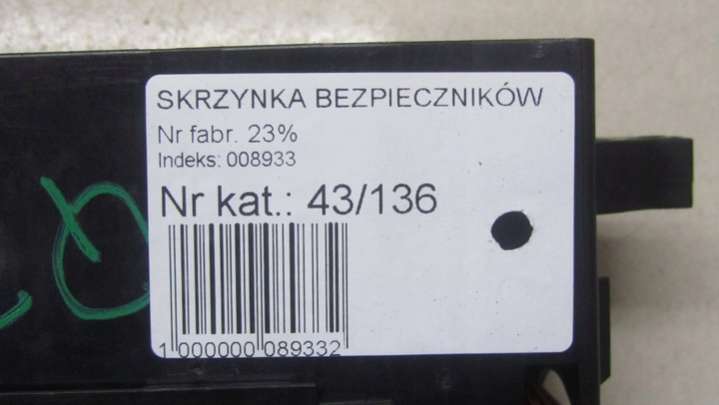 SKRZYNKA BEZPIECZNIKÓW
Nr fabr. 23%
Indeks: 008933
Nr kat.: 43/136
1 000000 089332